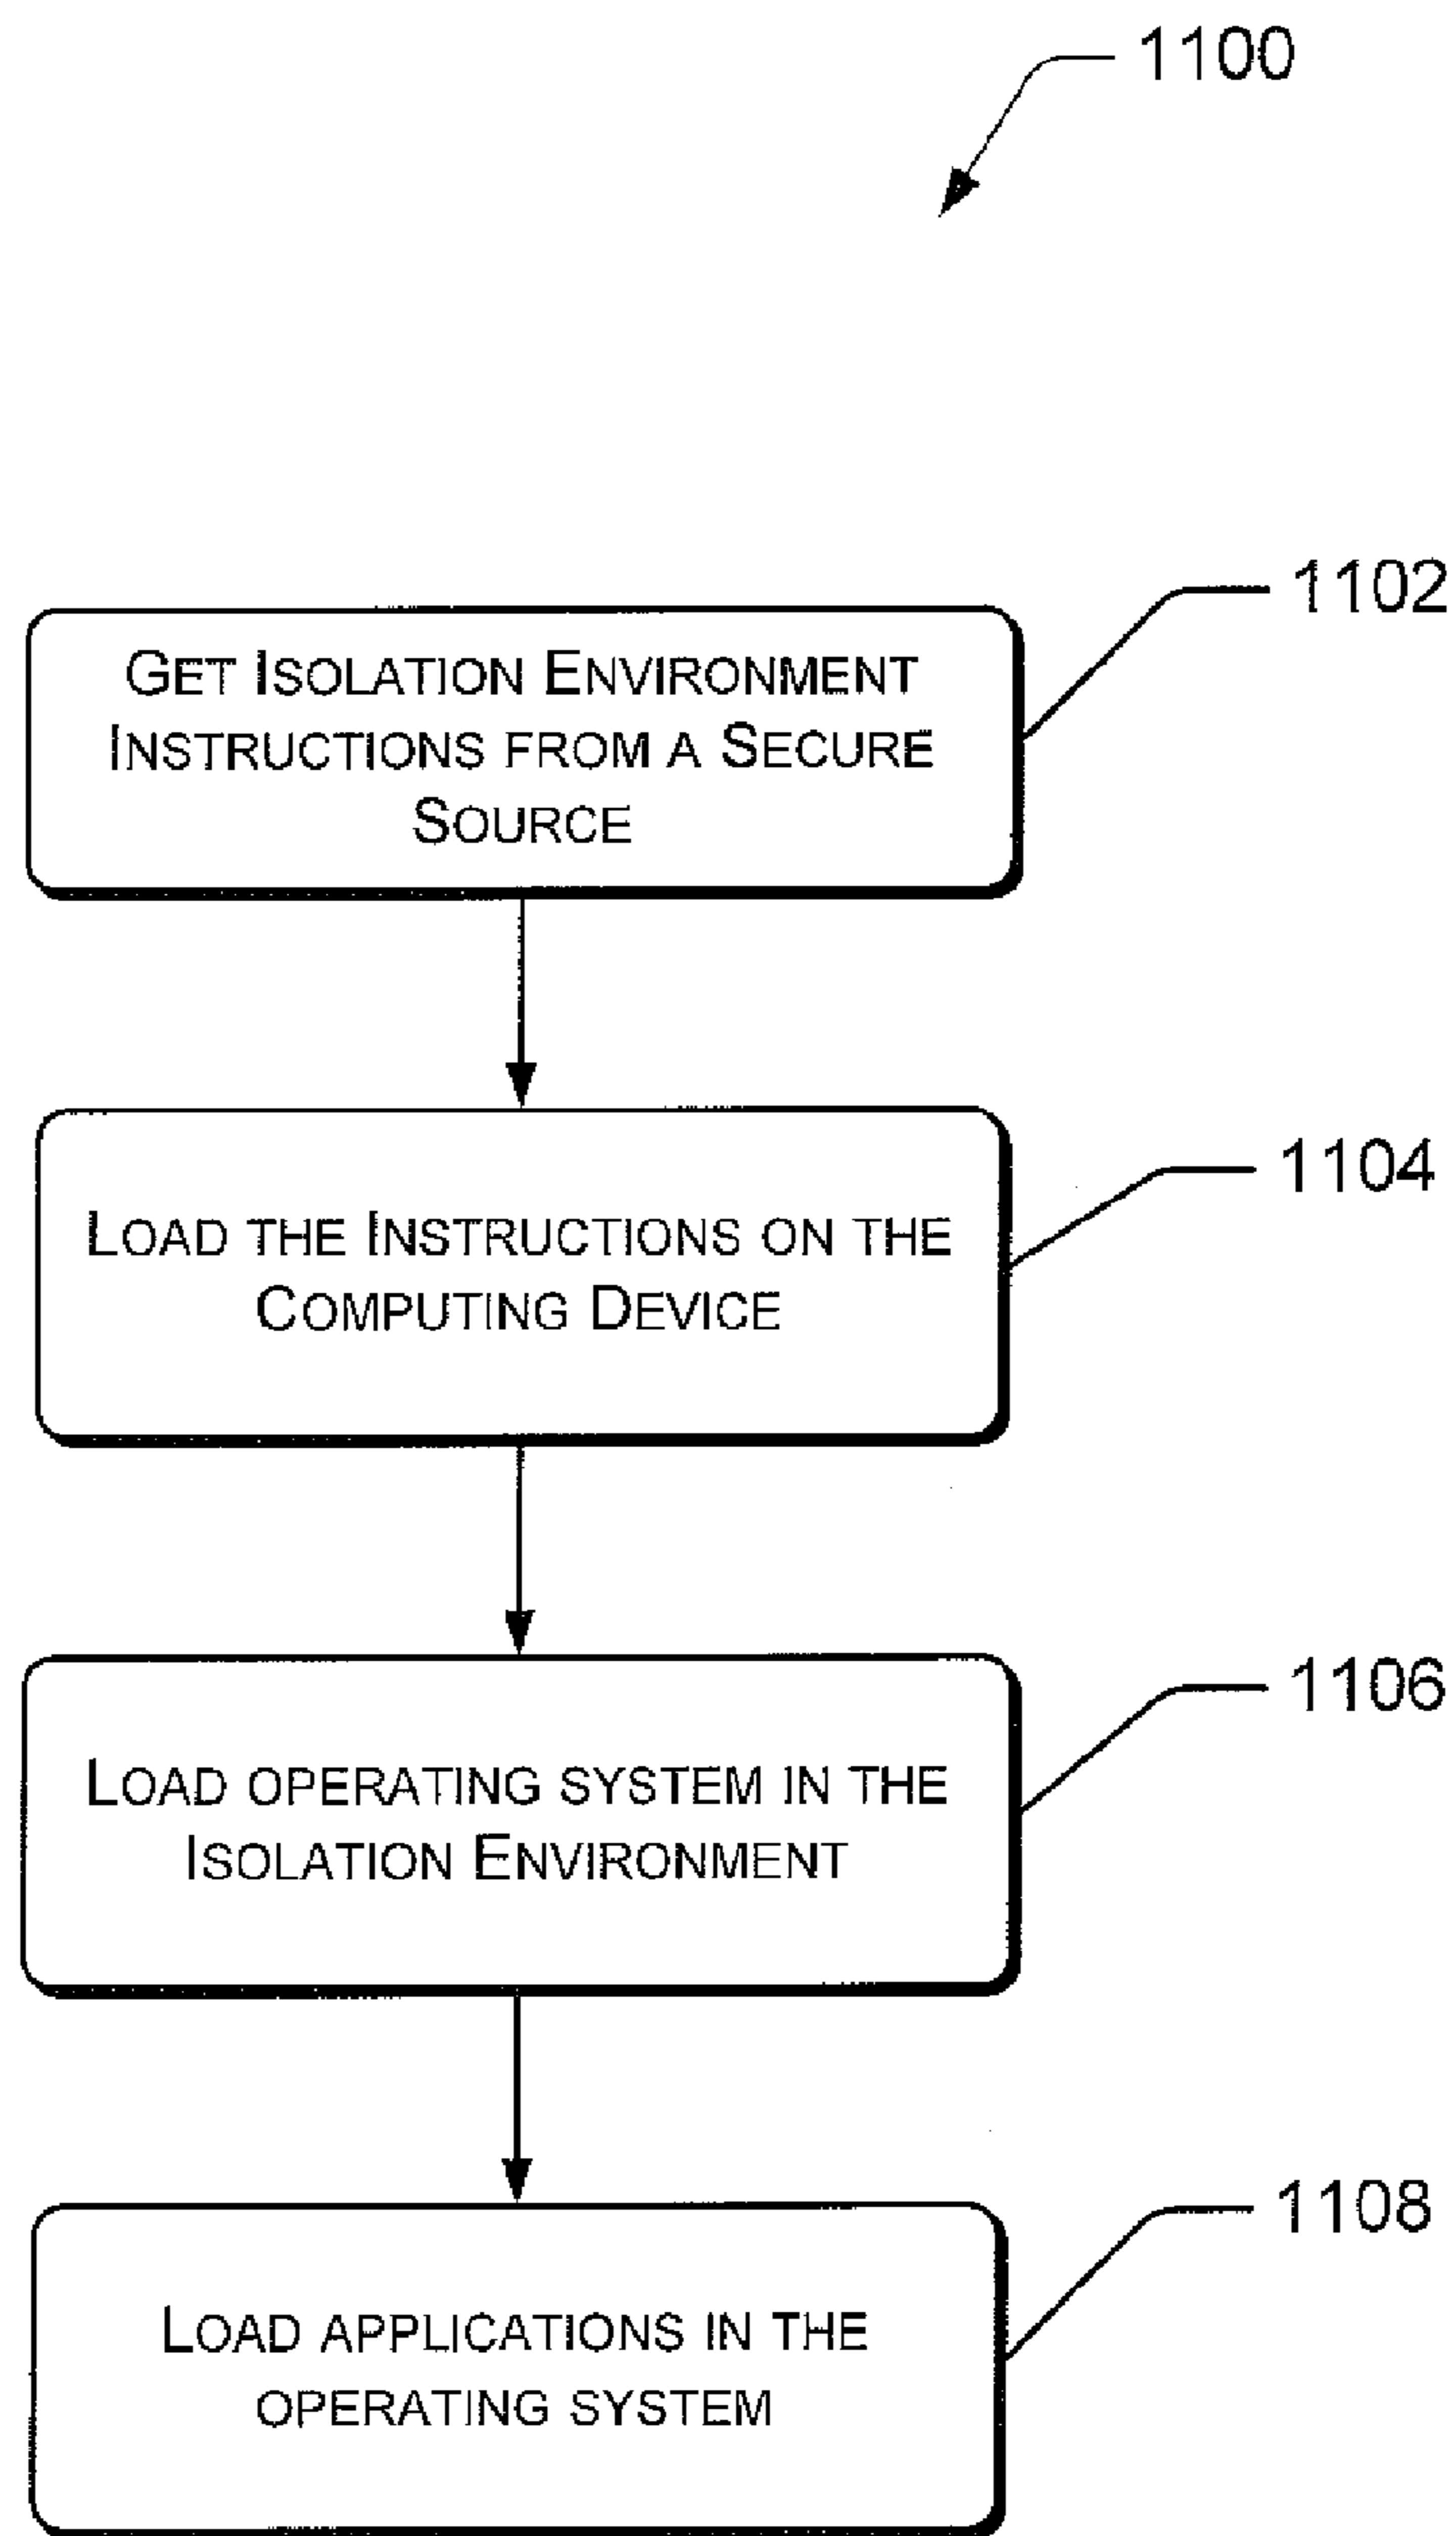 1100
1102
GET ISOLATION ENVIRONMENT
INSTRUCTIONS FROM A SECURE
SOURCE
1104
LOAD THE INSTRUCTIONS ON THE
COMPUTING DEVICE
1106
LOAD OPERATING SYSTEM IN THE
ISOLATION ENVIRONMENT
1108
LOAD APPLICATIONS IN THE
OPERATING SYSTEM